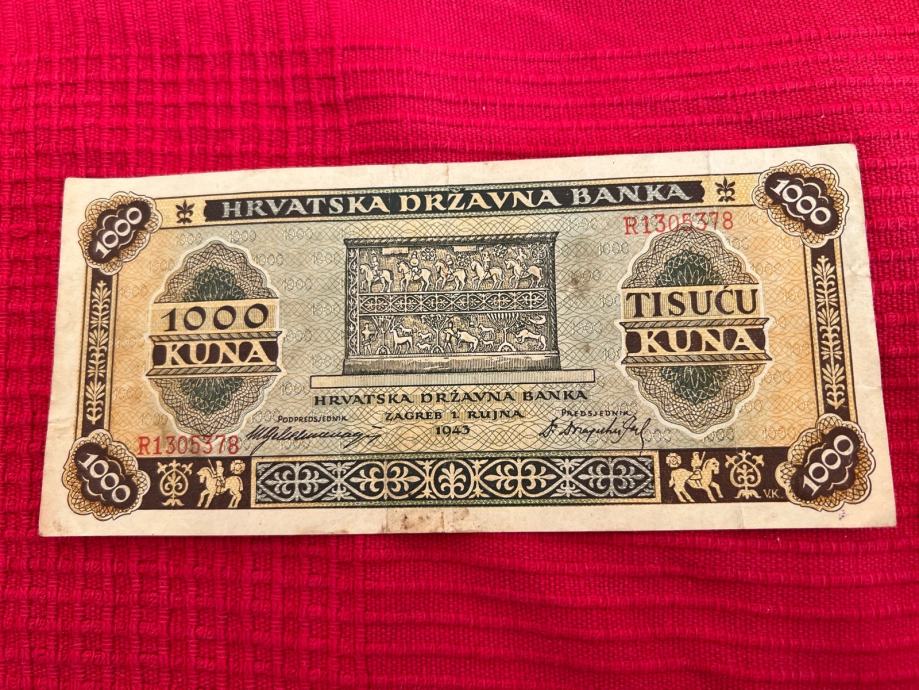 HRVATSKA DRŽAVNA BANKA
1000
1000
R1305378
1000
KUNA
TISUĆU
KUNA
HRVATSKA DRŽAVNA BANKA
PODPREDSJEDNIK
ZAGREB 1. RUJNA
PREDSJEDNIK
1943
R1305378
1000
1000
V.K.